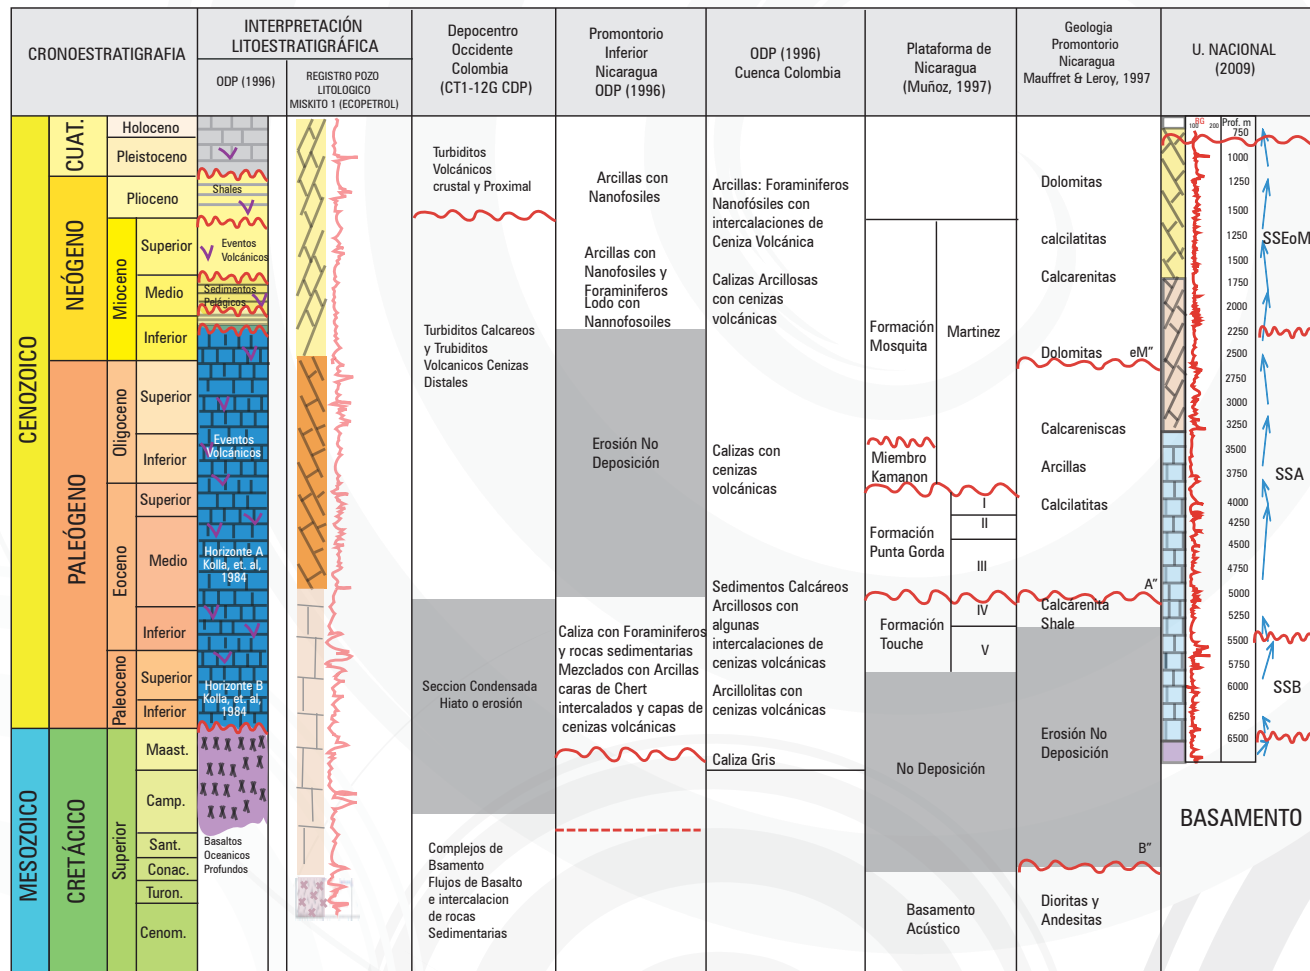 CRONOESTRATIGRAFIA
INTERPRETACIÓN
LITOESTRATIGRÁFICA
ODP (1996)
REGISTRO POZO
LITOLOGICO
MISKITO 1 (ECOPETROL)
Depocentro
Occidente
Colombia
(CT1-12G CDP)
Promontorio
Inferior
Nicaragua
ODP (1996)
ODP (1996)
Cuenca Colombia
Plataforma de
Nicaragua
(Muñoz, 1997)
Geologia
Promontorio
Nicaragua
Mauffret & Leroy, 1997
U. NACIONAL
(2009)
CENOZOICO
MESOZOICO
CUAT.
NEÓGENO
PALEÓGENO
CRETÁCICO
Mioceno
Oligoceno
Eoceno
Paleoceno
Superior
Holoceno
Pleistoceno
Plioceno
Superior
Medio
Inferior
Superior
Inferior
Superior
Medio
Inferior
Superior
Inferior
Maast.
Camp.
Sant.
Conac.
Turon.
Cenom.
Shales
Eventos
Volcánicos
Sedimentos
Pelágicos
Eventos
Volcánicos
Horizonte A
Kolla, et. al,
1984
Horizonte B
Kolla, et. al,
1984
Basaltos
Oceanicos
Profundos
Turbiditos
Volcánicos
crustal y Proximal
Turbiditos Calcareos
y Trubiditos
Volcanicos Cenizas
Distales
Seccion Condensada
Hiato o erosión
Complejos de
Bsamento
Flujos de Basalto
e intercalacion
de rocas
Sedimentarias
Arcillas con
Nanofosiles
Arcillas con
Nanofosiles y
Foraminiferos
Lodo con
Nannofosoiles
Erosión No
Deposición
Caliza con Foraminiferos
y rocas sedimentarias
Mezclados con Arcillas
caras de Chert
intercalados y capas de
cenizas volcánicas
Arcillas: Foraminiferos
Nanofósiles con
intercalaciones de
Ceniza Volcánica
Calizas Arcillosas
con cenizas
volcánicas
Calizas con
cenizas
volcánicas
Sedimentos Calcáreos
Arcillosos con
algunas
intercalaciones de
cenizas volcánicas
Arcillolitas con
cenizas volcánicas
Caliza Gris
Formación
Mosquita
Martinez
Miembro
Kamanon
Formación
Punta Gorda
I
II
III
Formación
Touche
IV
V
No Deposición
Basamento
Acústico
Dolomitas
calcilatitas
Calcarenitas
Dolomitas
eM"
Calcareniscas
Arcillas
Calcilatitas
A"
Calcárenita
Shale
Erosión No
Deposición
B"
Dioritas y
Andesitas
BG
100 200
Prof. m
750
1000
1250
1500
1250
1500
1750
2000
2250
2500
2750
3000
3250
3500
3750
4000
4250
4500
4750
5000
5250
5500
5750
6000
6250
6500
SSEoM
SSA
SSB
BASAMENTO